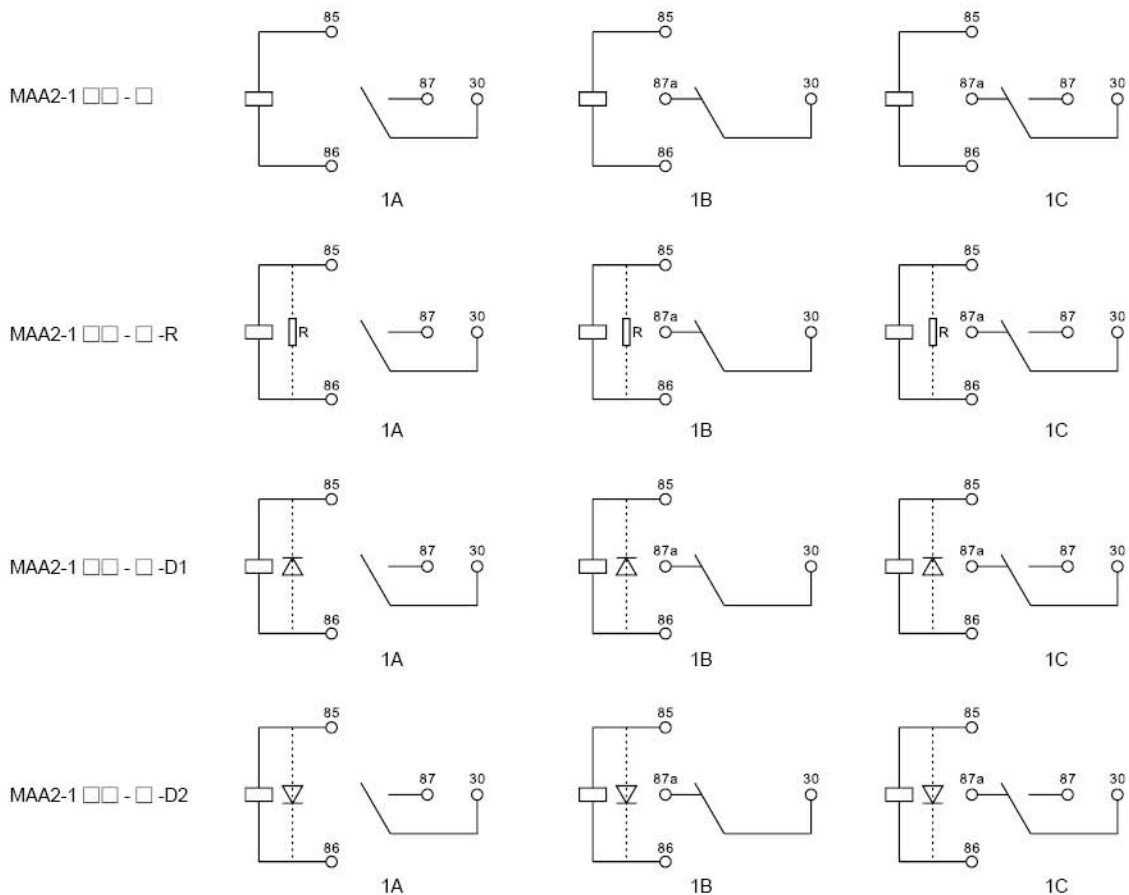 85 85 85
MAA2-1 □□ - □ 87 30 87a 30 87a 87 30
86 86 86
1A 1B 1C
85 85 85
MAA2-1 □□ - □ -R R 87 30 R 87a 30 R 87a 87 30
86 86 86
1A 1B 1C
85 85 85
MAA2-1 □□ - □ -D1 87 30 87a 30 87a 87 30
86 86 86
1A 1B 1C
85 85 85
MAA2-1 □□ - □ -D2 87 30 87a 30 87a 87 30
86 86 86
1A 1B 1C